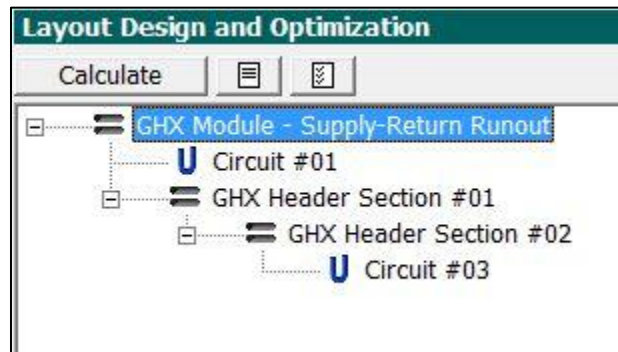 Layout Design and Optimization
Calculate
GHX Module - Supply-Return Runout
Circuit #01
GHX Header Section #01
GHX Header Section #02
Circuit #03